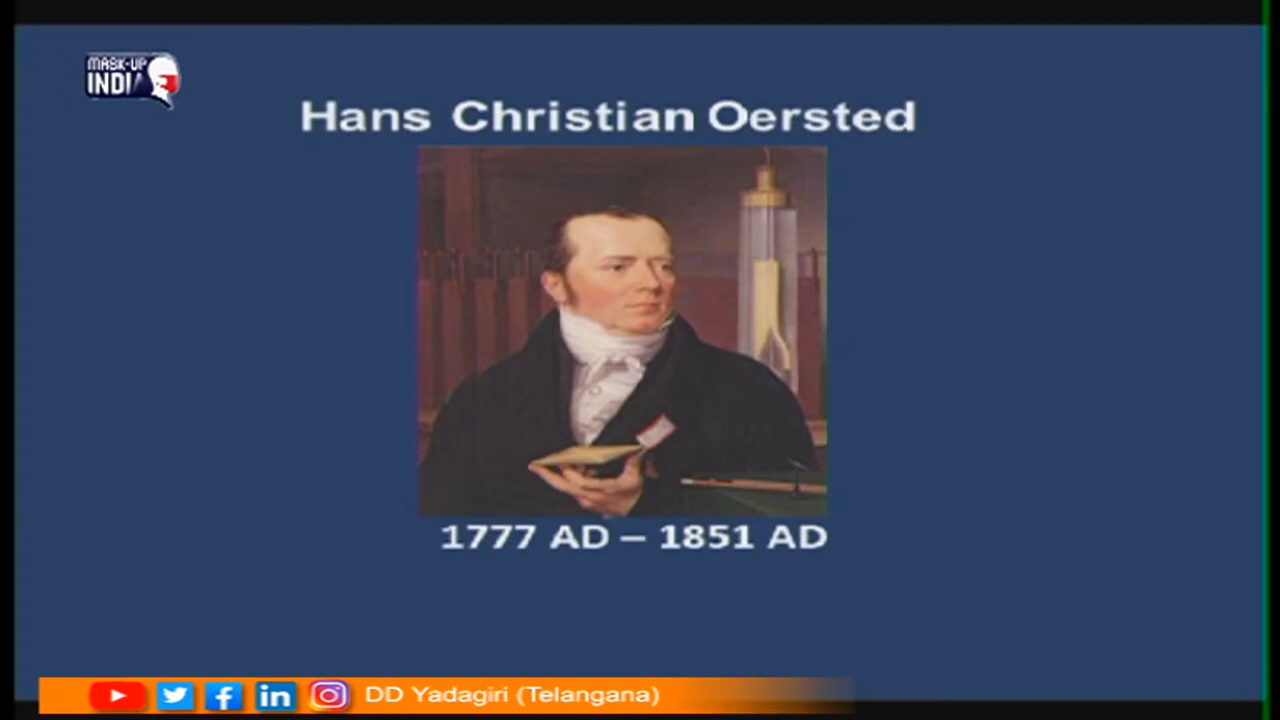 MASK-UP
INDIA
Hans Christian Oersted
1777 AD – 1851 AD
DD Yadagiri (Telangana)